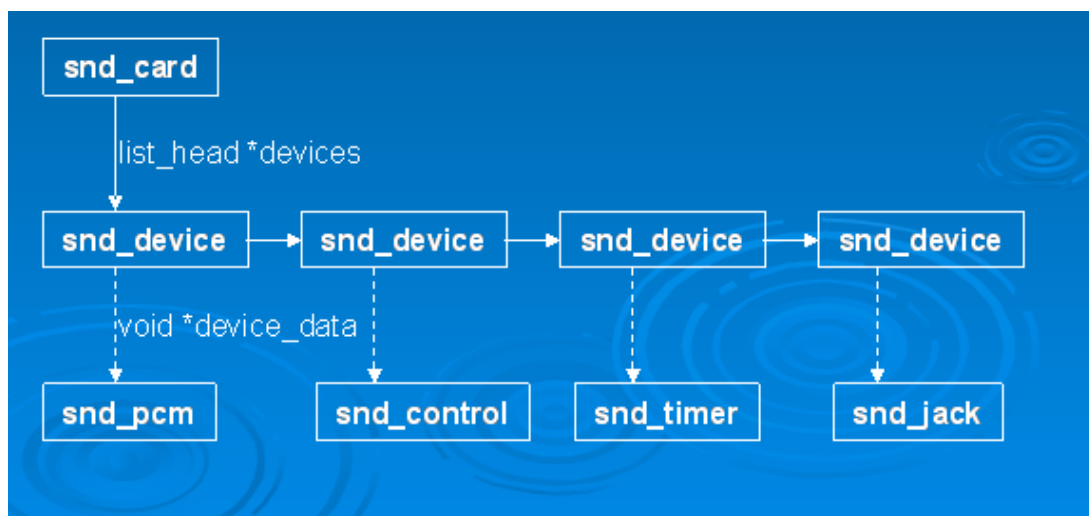 snd_card
list_head *devices
snd_device snd_device snd_device snd_device
void *device_data
snd_pcm snd_control snd_timer snd_jack